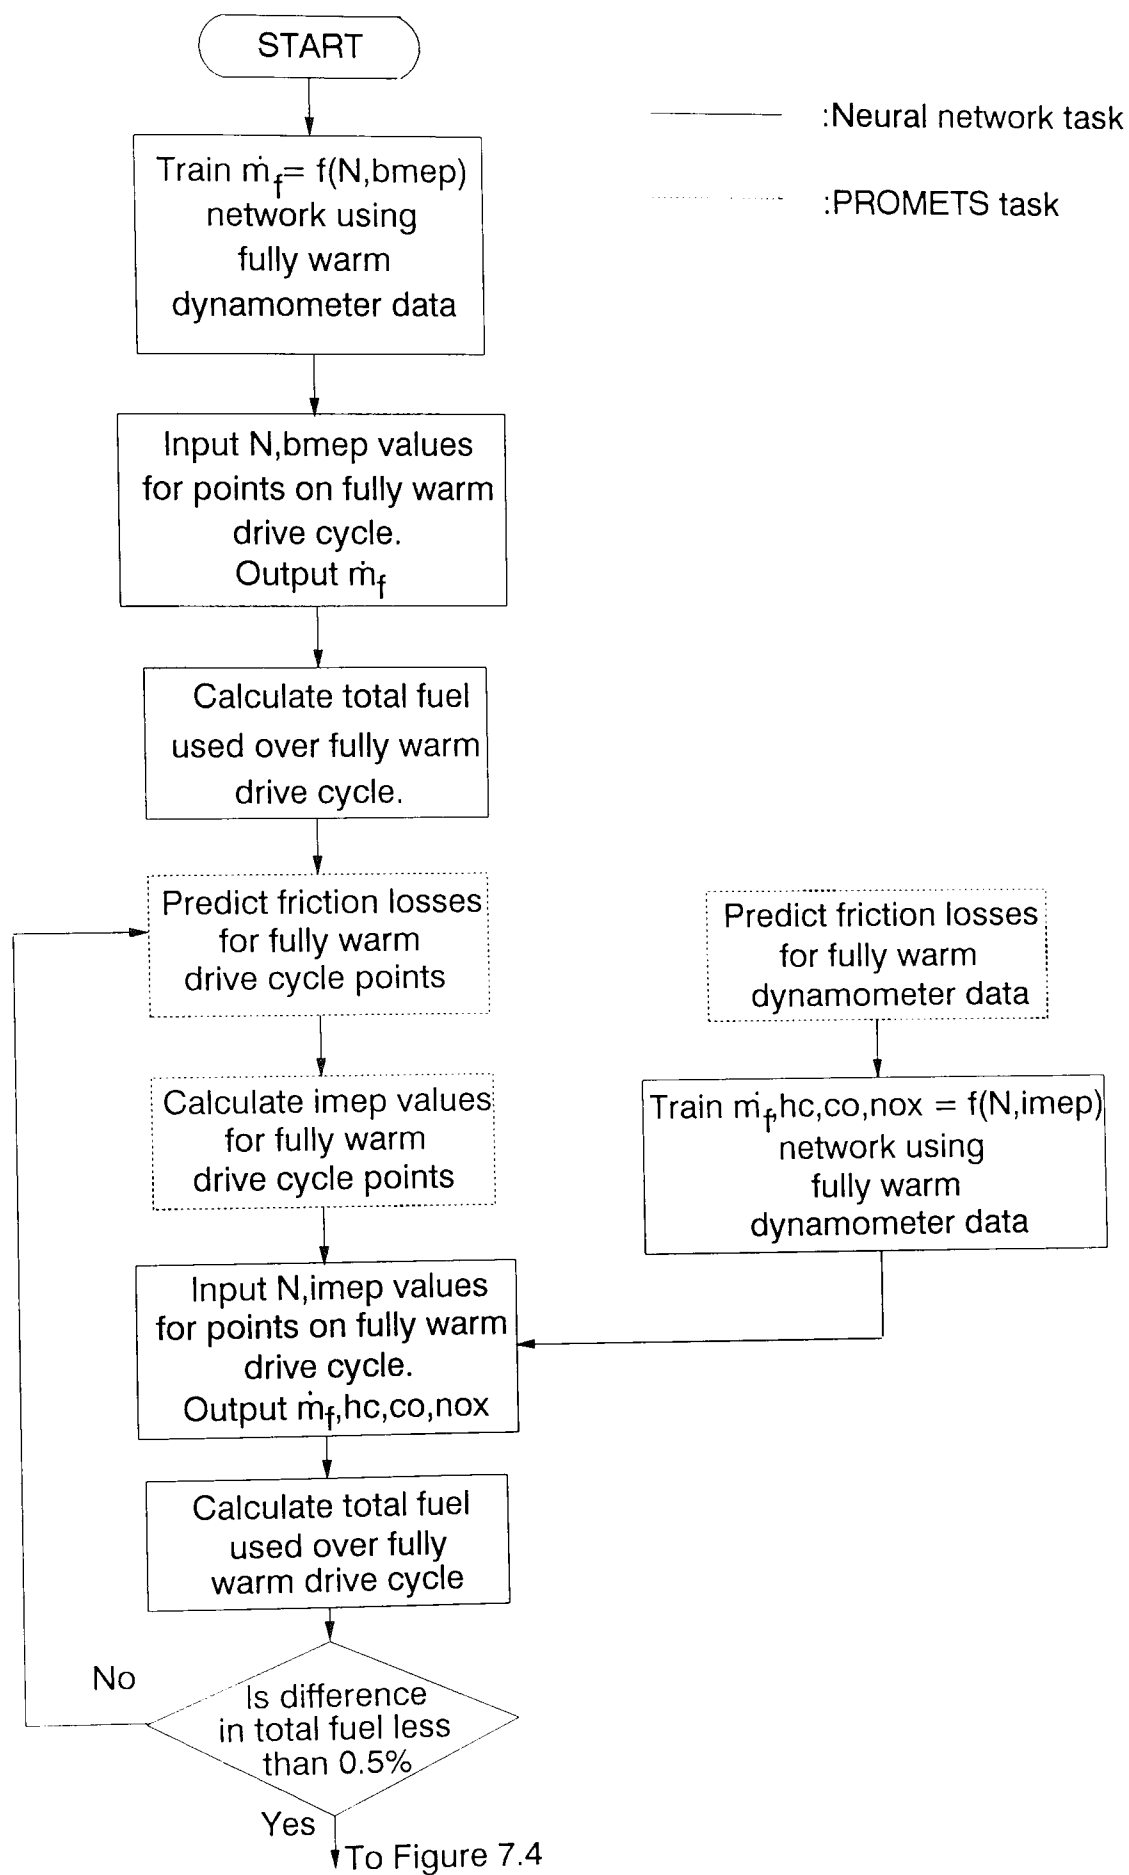 START
:Neural network task
:PROMETS task
Train ṁf= f(N,bmep)
network using
fully warm
dynamometer data
Input N,bmep values
for points on fully warm
drive cycle.
Output ṁf
Calculate total fuel
used over fully warm
drive cycle.
Predict friction losses
for fully warm
drive cycle points
Predict friction losses
for fully warm
dynamometer data
Calculate imep values
for fully warm
drive cycle points
Train ṁf,hc,co,nox = f(N,imep)
network using
fully warm
dynamometer data
Input N,imep values
for points on fully warm
drive cycle.
Output ṁf,hc,co,nox
Calculate total fuel
used over fully
warm drive cycle
No
Is difference
in total fuel less
than 0.5%
Yes
To Figure 7.4